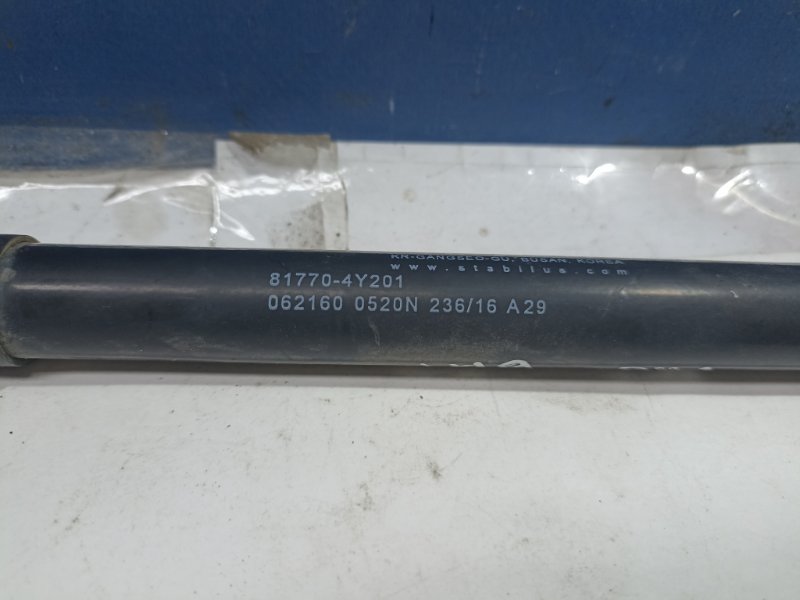 KR-GANGSEO-GU, BUSAN, KOREA
www.stabilus.com
81770-4Y201
062160 0520N 236/16 A29